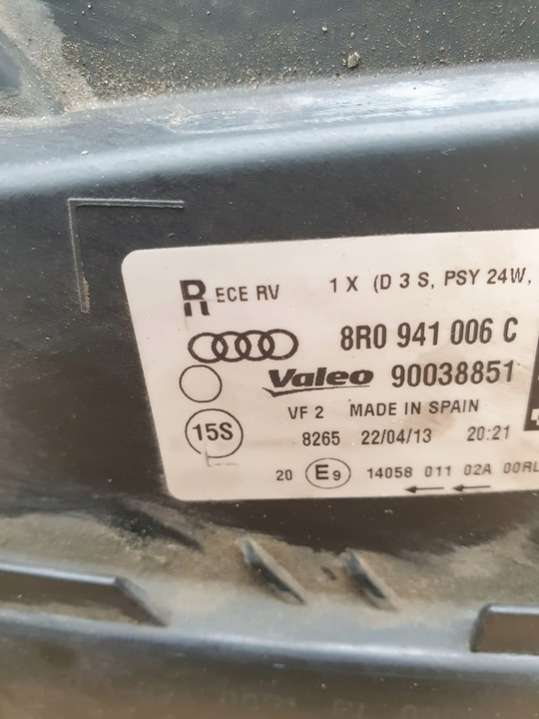 R ECE RV 1 X (D 3 S, PSY 24W,
8R0 941 006 C
Valeo 90038851
VF 2 MADE IN SPAIN
15S 8265 22/04/13 20:21
20 E9 14058 011 02A 00RL